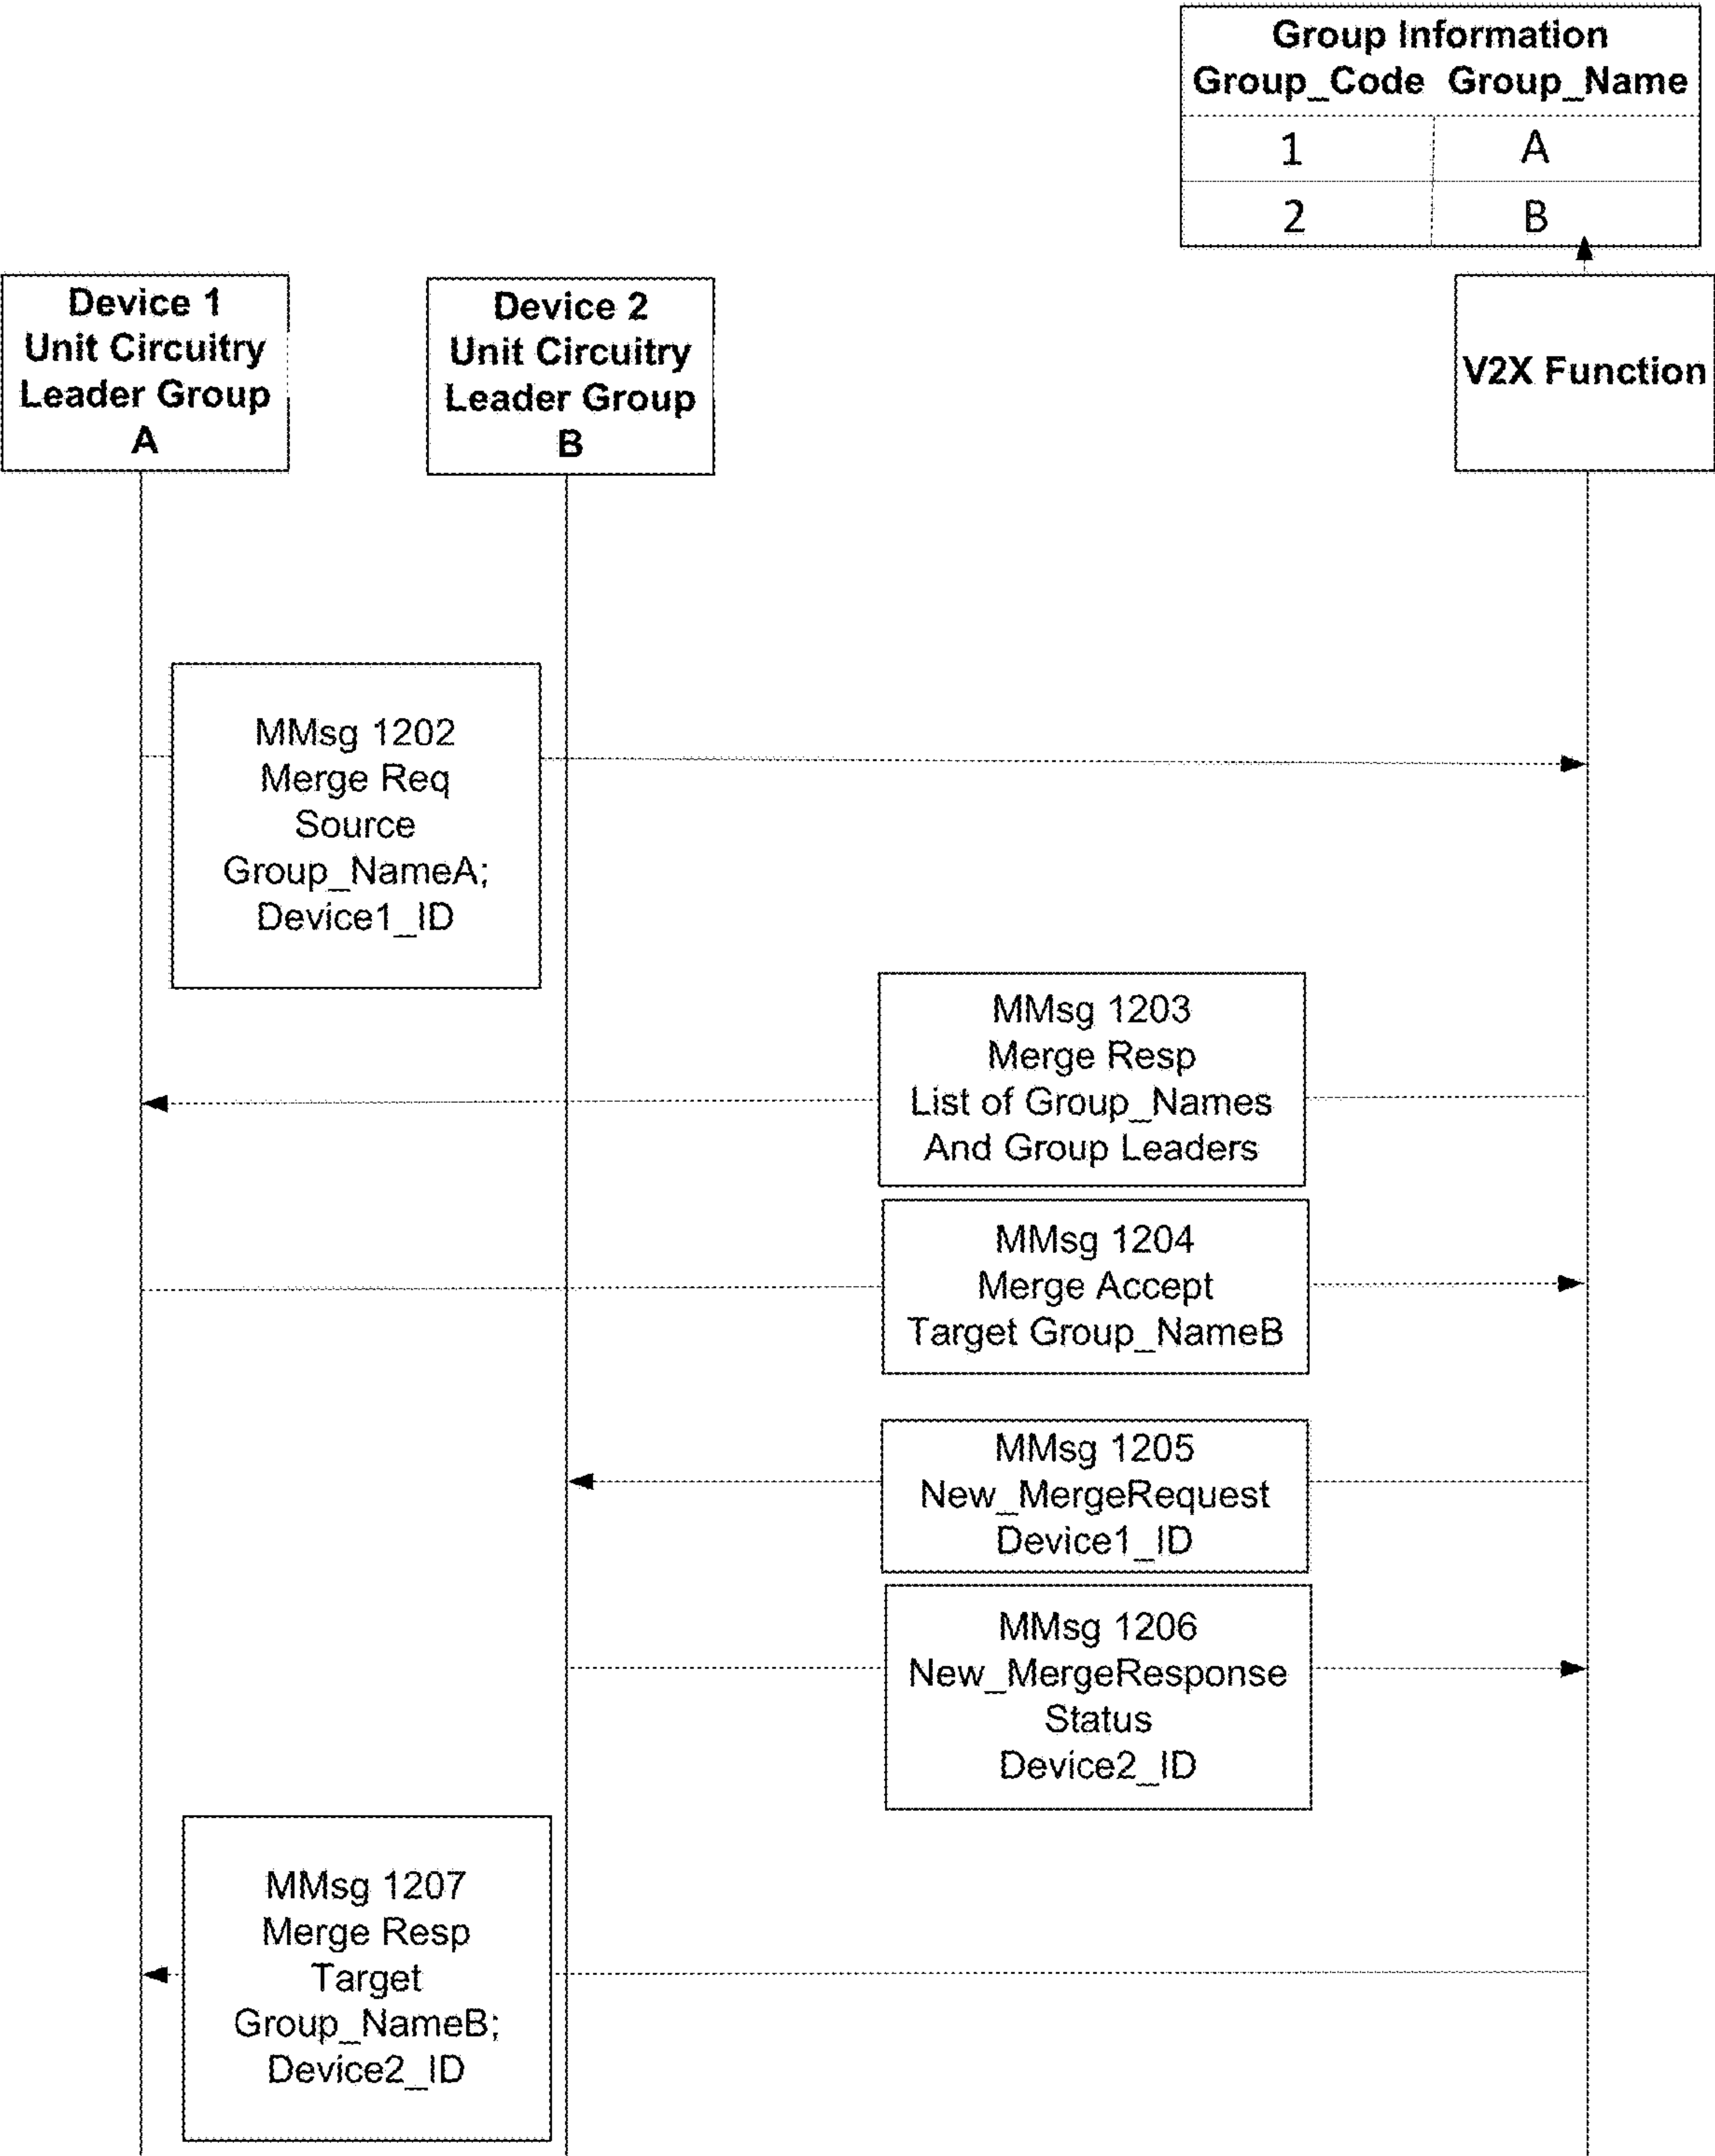 Group Information
Group_Code Group_Name
1 A
2 B
Device 1
Unit Circuitry
Leader Group
A
Device 2
Unit Circuitry
Leader Group
B
V2X Function
MMsg 1202
Merge Req
Source
Group_NameA;
Device1_ID
MMsg 1203
Merge Resp
List of Group_Names
And Group Leaders
MMsg 1204
Merge Accept
Target Group_NameB
MMsg 1205
New_MergeRequest
Device1_ID
MMsg 1206
New_MergeResponse
Status
Device2_ID
MMsg 1207
Merge Resp
Target
Group_NameB;
Device2_ID